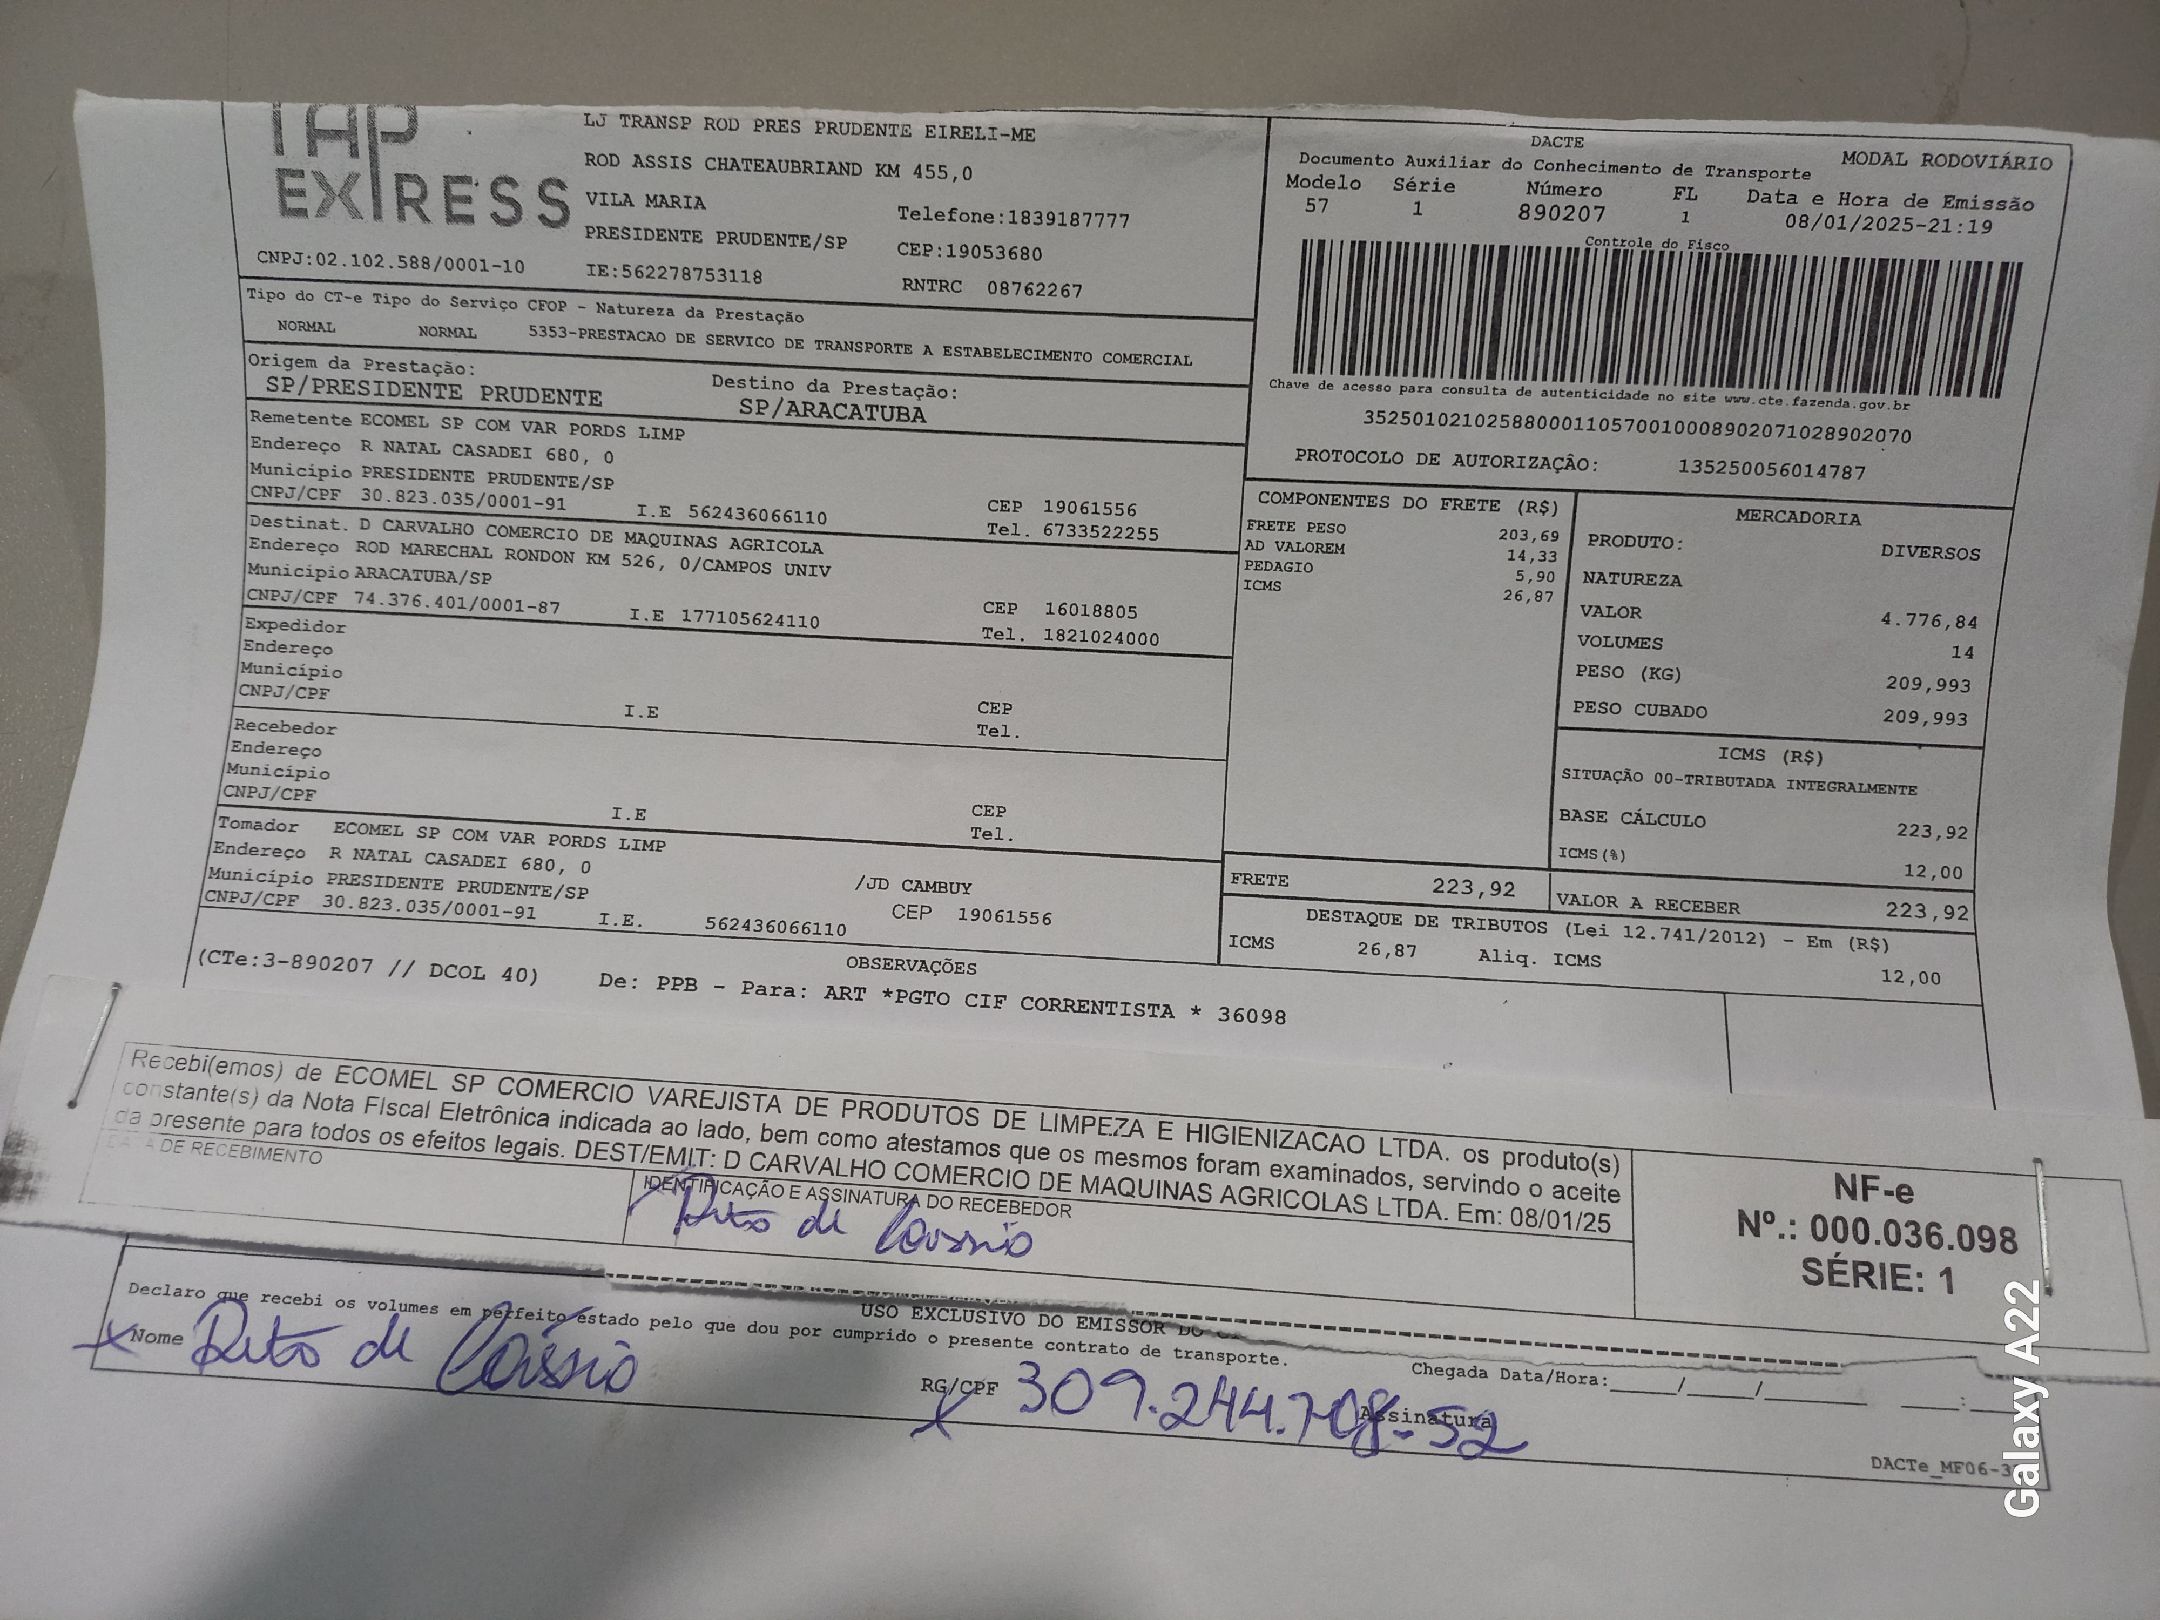 TAP
EXPRESS
CNPJ:02.102.588/0001-10
LJ TRANSP ROD PRES PRUDENTE EIRELI-ME
ROD ASSIS CHATEAUBRIAND KM 455,0
VILA MARIA Telefone:1839187777
PRESIDENTE PRUDENTE/SP CEP:19053680
IE:562278753118 RNTRC 08762267
DACTE MODAL RODOVIÁRIO
Documento Auxiliar do Conhecimento de Transporte
Modelo Série Número FL Data e Hora de Emissão
57 1 890207 1 08/01/2025-21:19
Controle do Fisco
Chave de acesso para consulta de autenticidade no site www.cte.fazenda.gov.br
35250102102588000110570010008902071028902070
PROTOCOLO DE AUTORIZAÇÃO: 135250056014787
Tipo do CT-e Tipo do Serviço CFOP - Natureza da Prestação
NORMAL NORMAL 5353-PRESTACAO DE SERVICO DE TRANSPORTE A ESTABELECIMENTO COMERCIAL
Origem da Prestação: Destino da Prestação:
SP/PRESIDENTE PRUDENTE SP/ARACATUBA
Remetente ECOMEL SP COM VAR PORDS LIMP
Endereço R NATAL CASADEI 680, 0
Município PRESIDENTE PRUDENTE/SP CEP 19061556
CNPJ/CPF 30.823.035/0001-91 I.E 562436066110 Tel. 6733522255
Destinat. D CARVALHO COMERCIO DE MAQUINAS AGRICOLA
Endereço ROD MARECHAL RONDON KM 526, 0/CAMPOS UNIV
Município ARACATUBA/SP CEP 16018805
CNPJ/CPF 74.376.401/0001-87 I.E 177105624110 Tel. 1821024000
Expedidor
Endereço
Município CEP
CNPJ/CPF I.E Tel.
Recebedor
Endereço
Município CEP
CNPJ/CPF I.E Tel.
Tomador ECOMEL SP COM VAR PORDS LIMP
Endereço R NATAL CASADEI 680, 0 /JD CAMBUY
Município PRESIDENTE PRUDENTE/SP CEP 19061556
CNPJ/CPF 30.823.035/0001-91 I.E. 562436066110
COMPONENTES DO FRETE (R$)
FRETE PESO 203,69
AD VALOREM 14,33
PEDAGIO 5,90
ICMS 26,87
MERCADORIA
PRODUTO: DIVERSOS
NATUREZA
VALOR 4.776,84
VOLUMES 14
PESO (KG) 209,993
PESO CUBADO 209,993
ICMS (R$)
SITUAÇÃO 00-TRIBUTADA INTEGRALMENTE
BASE CÁLCULO 223,92
ICMS(%) 12,00
FRETE 223,92 VALOR A RECEBER 223,92
DESTAQUE DE TRIBUTOS (Lei 12.741/2012) - Em (R$)
ICMS 26,87 Aliq. ICMS 12,00
OBSERVAÇÕES
(CTe:3-890207 // DCOL 40) De: PPB - Para: ART *PGTO CIF CORRENTISTA * 36098
Recebi(emos) de ECOMEL SP COMERCIO VAREJISTA DE PRODUTOS DE LIMPEZA E HIGIENIZACAO LTDA. os produto(s)
constante(s) da Nota FIscal Eletrônica indicada ao lado, bem como atestamos que os mesmos foram examinados, servindo o aceite
da presente para todos os efeitos legais. DEST/EMIT: D CARVALHO COMERCIO DE MAQUINAS AGRICOLAS LTDA. Em: 08/01/25
DATA DE RECEBIMENTO IDENTIFICAÇÃO E ASSINATURA DO RECEBEDOR
Rita de Cássio
NF-e
Nº.: 000.036.098
SÉRIE: 1
USO EXCLUSIVO DO EMISSOR DO
Declaro que recebi os volumes em perfeito estado pelo que dou por cumprido o presente contrato de transporte.
Chegada Data/Hora:____/____/______ ___:___
X Nome Rita de Cássio
RG/CPF X 309.244.708-52
Assinatura
DACTe_MF06-3
Galaxy A22